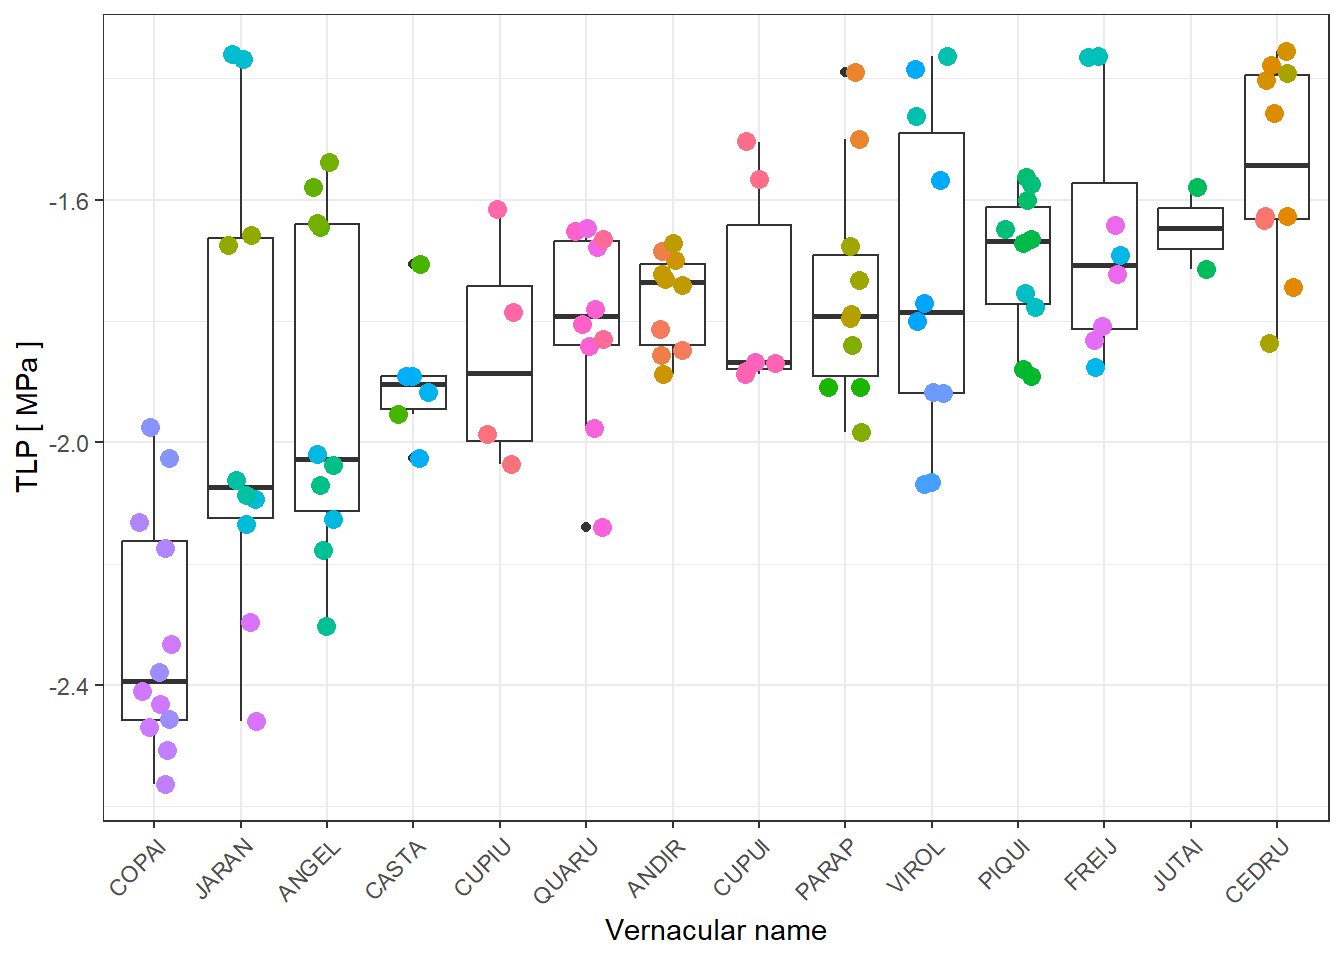 TLP [ MPa ]
-1.6
-2.0
-2.4
COPAI
JARAN
ANGEL
CASTA
CUPIU
QUARU
ANDIR
CUPUI
PARAP
VIROL
PIQUI
FREIJ
JUTAI
CEDRU
Vernacular name